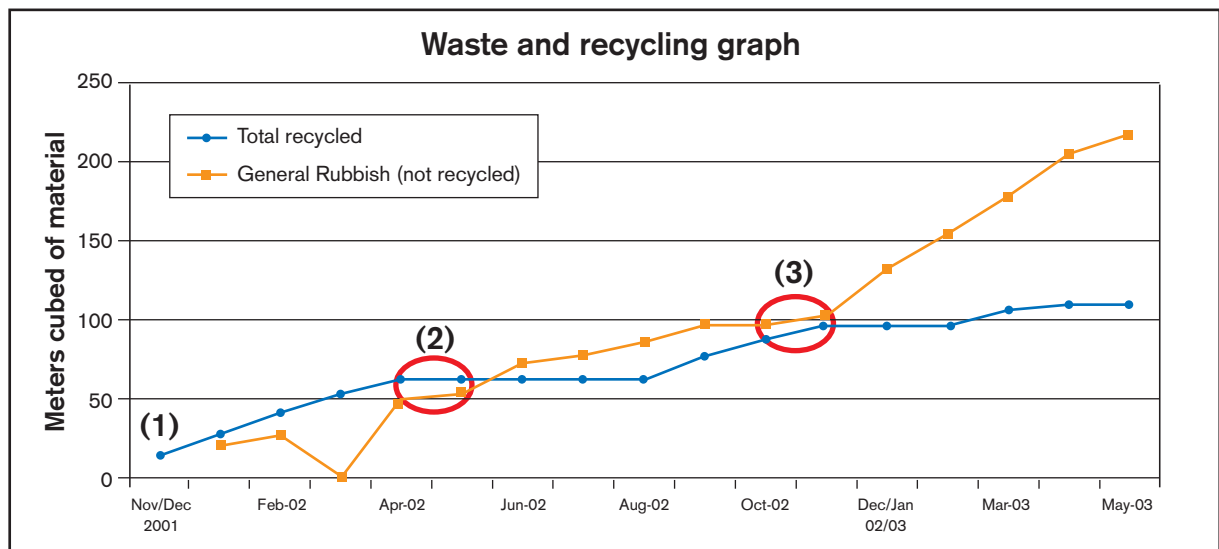 Waste and recycling graph
Meters cubed of material
250
200
150
100
50
0
Total recycled
General Rubbish (not recycled)
(1)
(2)
(3)
Nov/Dec
2001
Feb-02
Apr-02
Jun-02
Aug-02
Oct-02
Dec/Jan
02/03
Mar-03
May-03